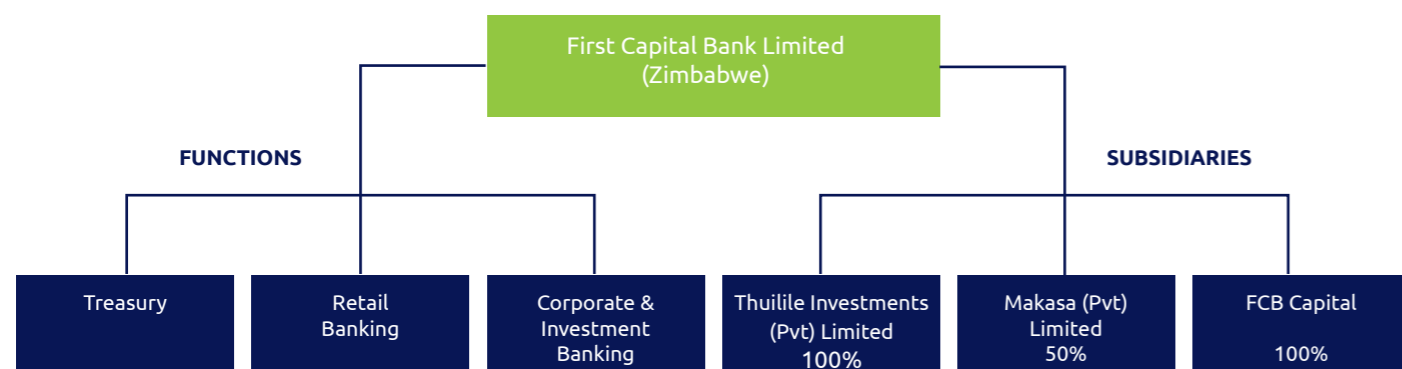 First Capital Bank Limited
(Zimbabwe)
FUNCTIONS
SUBSIDIARIES
Treasury
Retail
Banking
Corporate &
Investment
Banking
Thuilile Investments
(Pvt) Limited
100%
Makasa (Pvt)
Limited
50%
FCB Capital
100%